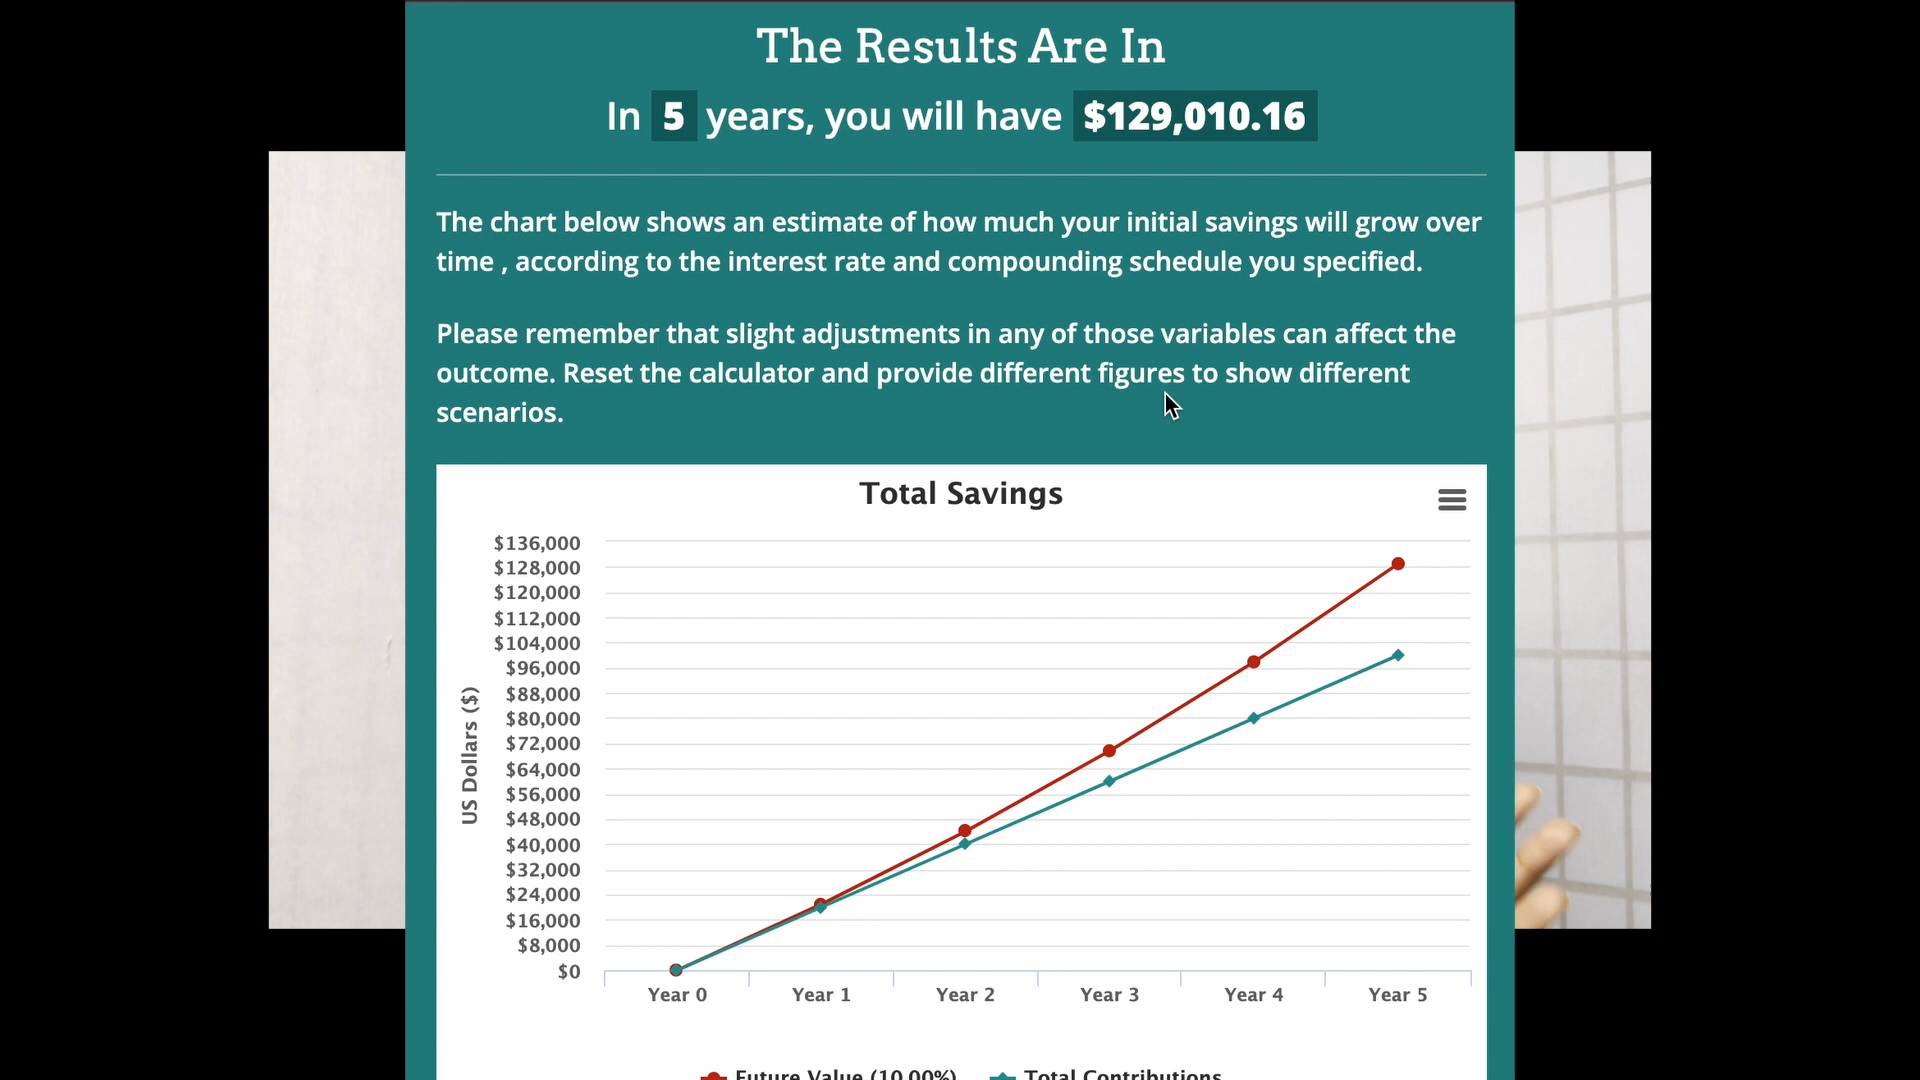 The Results Are In
In 5 years, you will have $129,010.16
The chart below shows an estimate of how much your initial savings will grow over
time , according to the interest rate and compounding schedule you specified.
Please remember that slight adjustments in any of those variables can affect the
outcome. Reset the calculator and provide different figures to show different
scenarios.
Total Savings
US Dollars ($)
$136,000
$128,000
$120,000
$112,000
$104,000
$96,000
$88,000
$80,000
$72,000
$64,000
$56,000
$48,000
$40,000
$32,000
$24,000
$16,000
$8,000
$0
Year 0 Year 1 Year 2 Year 3 Year 4 Year 5
Future Value (10.00%) Total Contributions